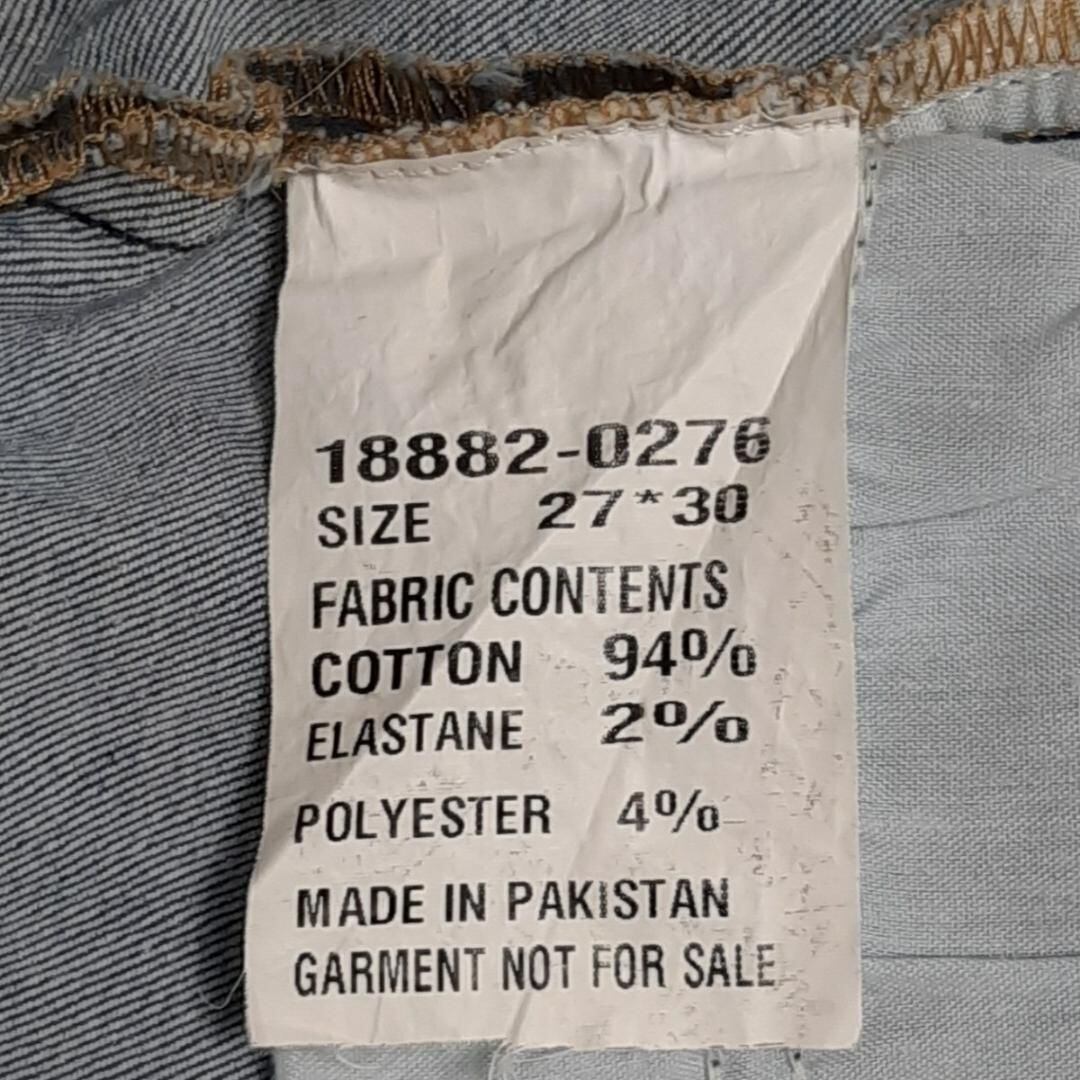 18882-0276
SIZE 27*30
FABRIC CONTENTS
COTTON 94%
ELASTANE 2%
POLYESTER 4%
MADE IN PAKISTAN
GARMENT NOT FOR SALE